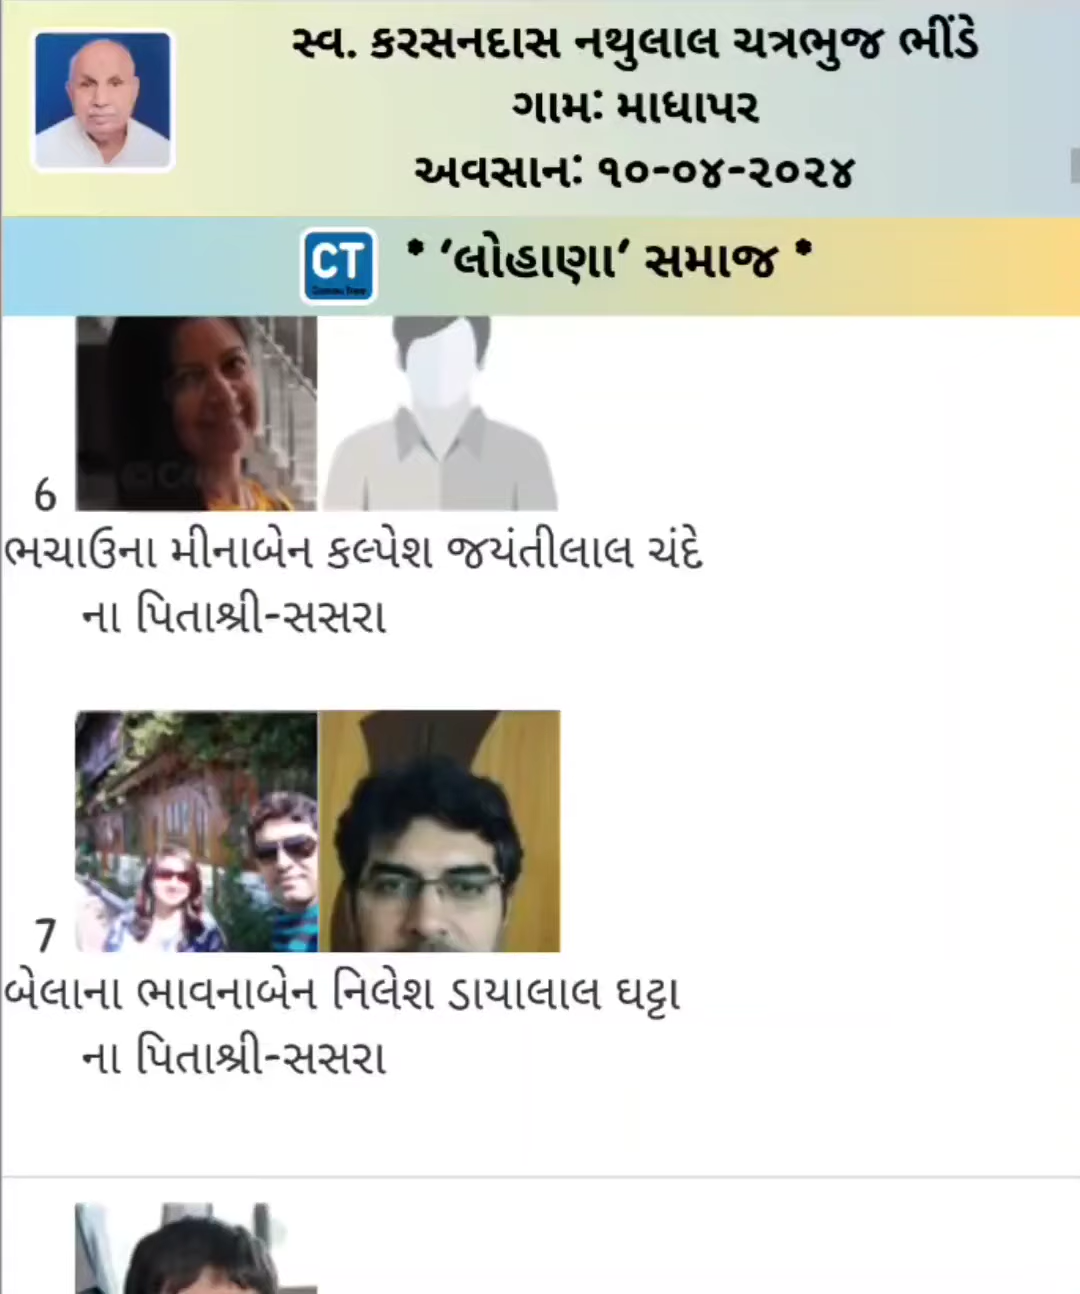 સ્વ. કરસનદાસ નથુલાલ ચત્રભુજ ભીંડે
ગામ: માધાપર
અવસાન: ૧૦-૦૪-૨૦૨૪
CT
* ‘લોહાણા’ સમાજ *
6
ભચાઉના મીનાબેન કલ્પેશ જયંતીલાલ ચંદે
ના પિતાશ્રી-સસરા
7
બેલાના ભાવનાબેન નિલેશ ડાયાલાલ ઘટ્ટા
ના પિતાશ્રી-સસરા